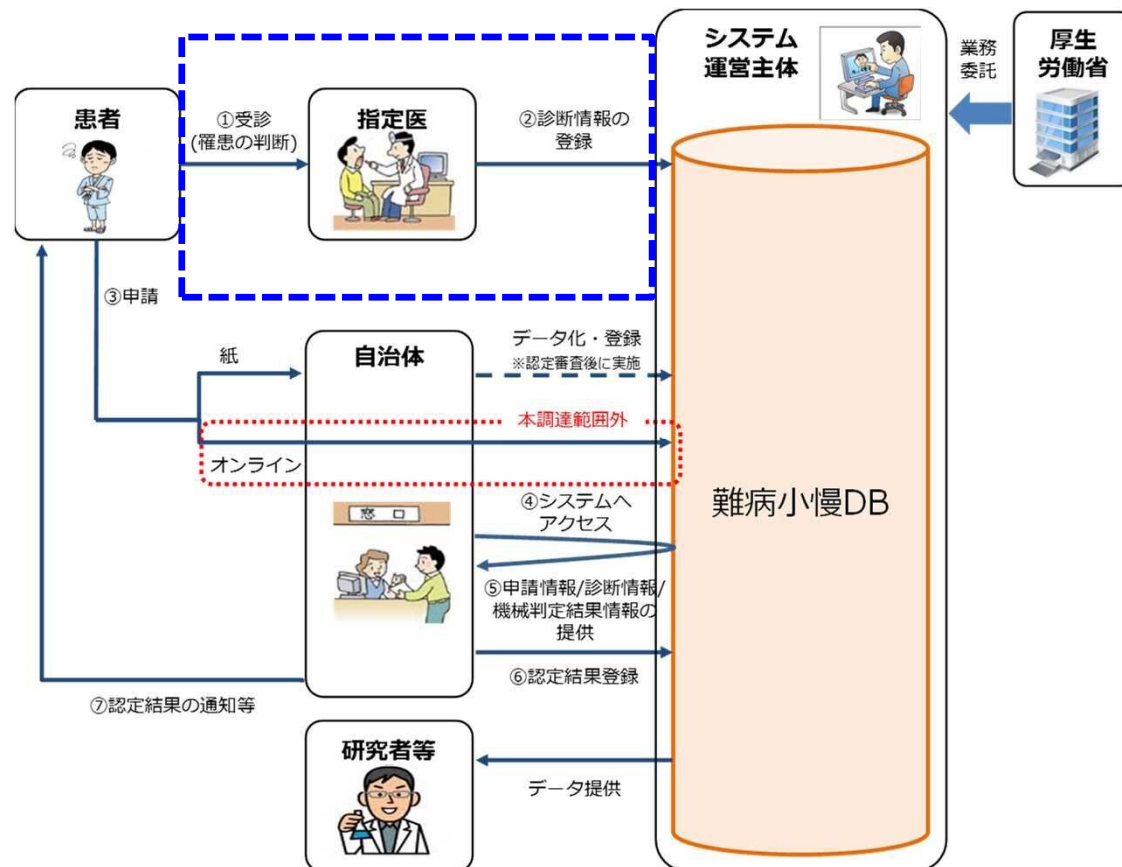 システム
運営主体
業務
委託
厚生
労働省
患者
①受診
(罹患の判断)
指定医
②診断情報の
登録
③申請
紙
自治体
データ化・登録
※認定審査後に実施
本調達範囲外
オンライン
窓口
④システムへ
アクセス
難病小慢DB
⑤申請情報/診断情報/
機械判定結果情報の
提供
⑥認定結果登録
⑦認定結果の通知等
研究者等
データ提供